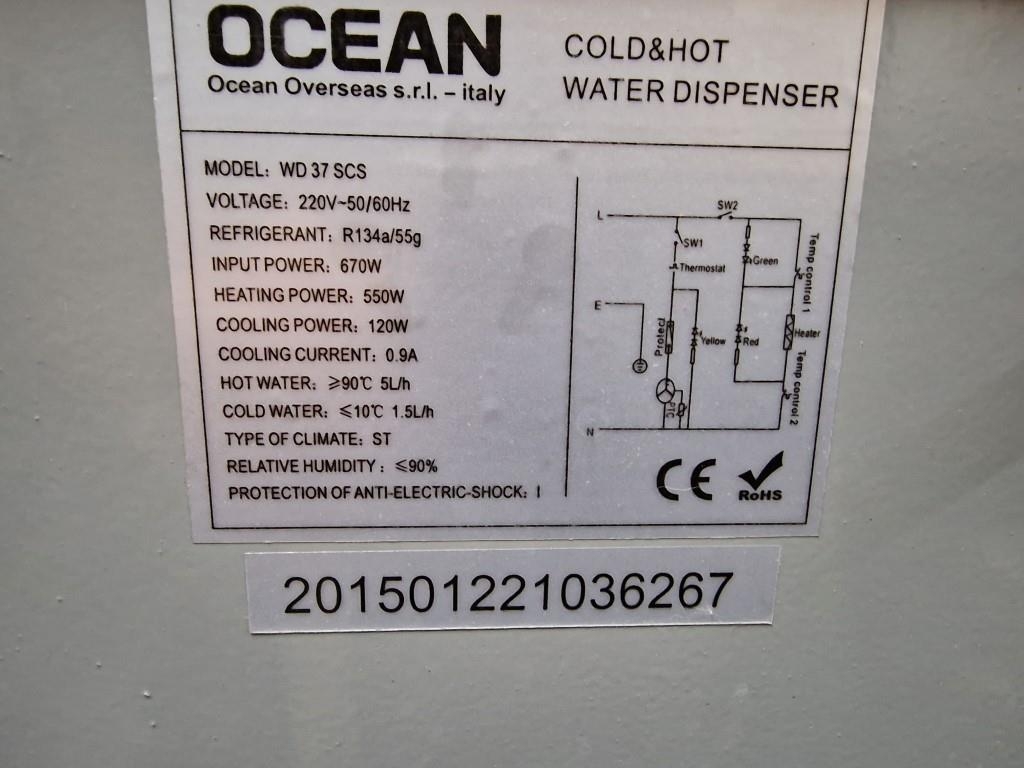 OCEAN
Ocean Overseas s.r.l. – italy
COLD&HOT
WATER DISPENSER
MODEL: WD 37 SCS
VOLTAGE: 220V~50/60Hz
REFRIGERANT: R134a/55g
INPUT POWER: 670W
HEATING POWER: 550W
COOLING POWER: 120W
COOLING CURRENT: 0.9A
HOT WATER: ≥90℃ 5L/h
COLD WATER: ≤10℃ 1.5L/h
TYPE OF CLIMATE: ST
RELATIVE HUMIDITY: ≤90%
PROTECTION OF ANTI-ELECTRIC-SHOCK: I
L
SW2
SW1
Thermostat
Green
Temp control 1
E
Protect
Yellow
Red
Heater
PTC
Temp control 2
N
CE
RoHS
201501221036267